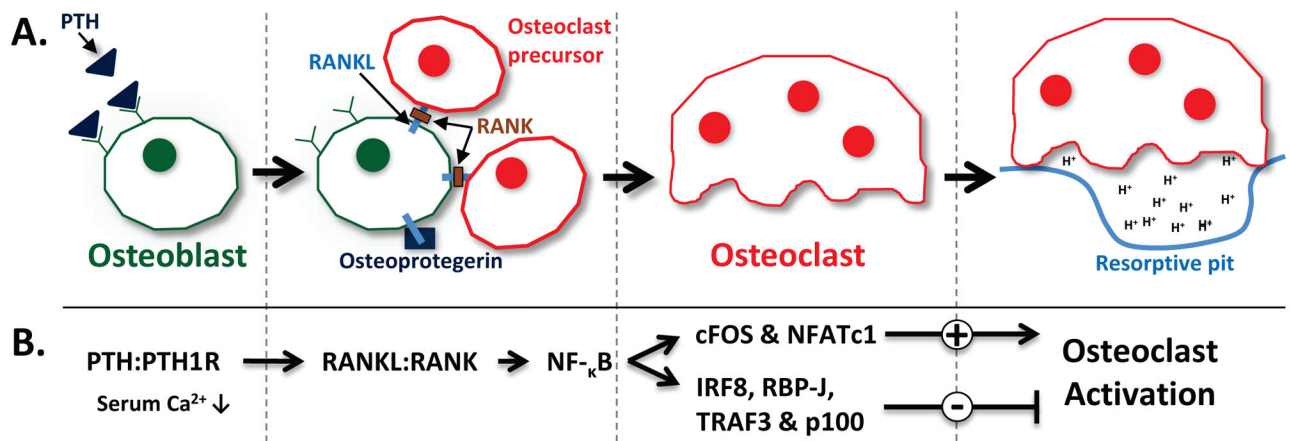 A.
PTH
RANKL
Osteoclast
precursor
RANK
Osteoblast
Osteoprotegerin
Osteoclast
H⁺
H⁺
H⁺
H⁺
H⁺
H⁺
H⁺
H⁺
H⁺
H⁺
H⁺
H⁺
Resorptive pit
B.
PTH:PTH1R
Serum Ca²⁺ ↓
RANKL:RANK
NF-κB
cFOS & NFATc1
+
IRF8, RBP-J,
TRAF3 & p100
-
Osteoclast
Activation